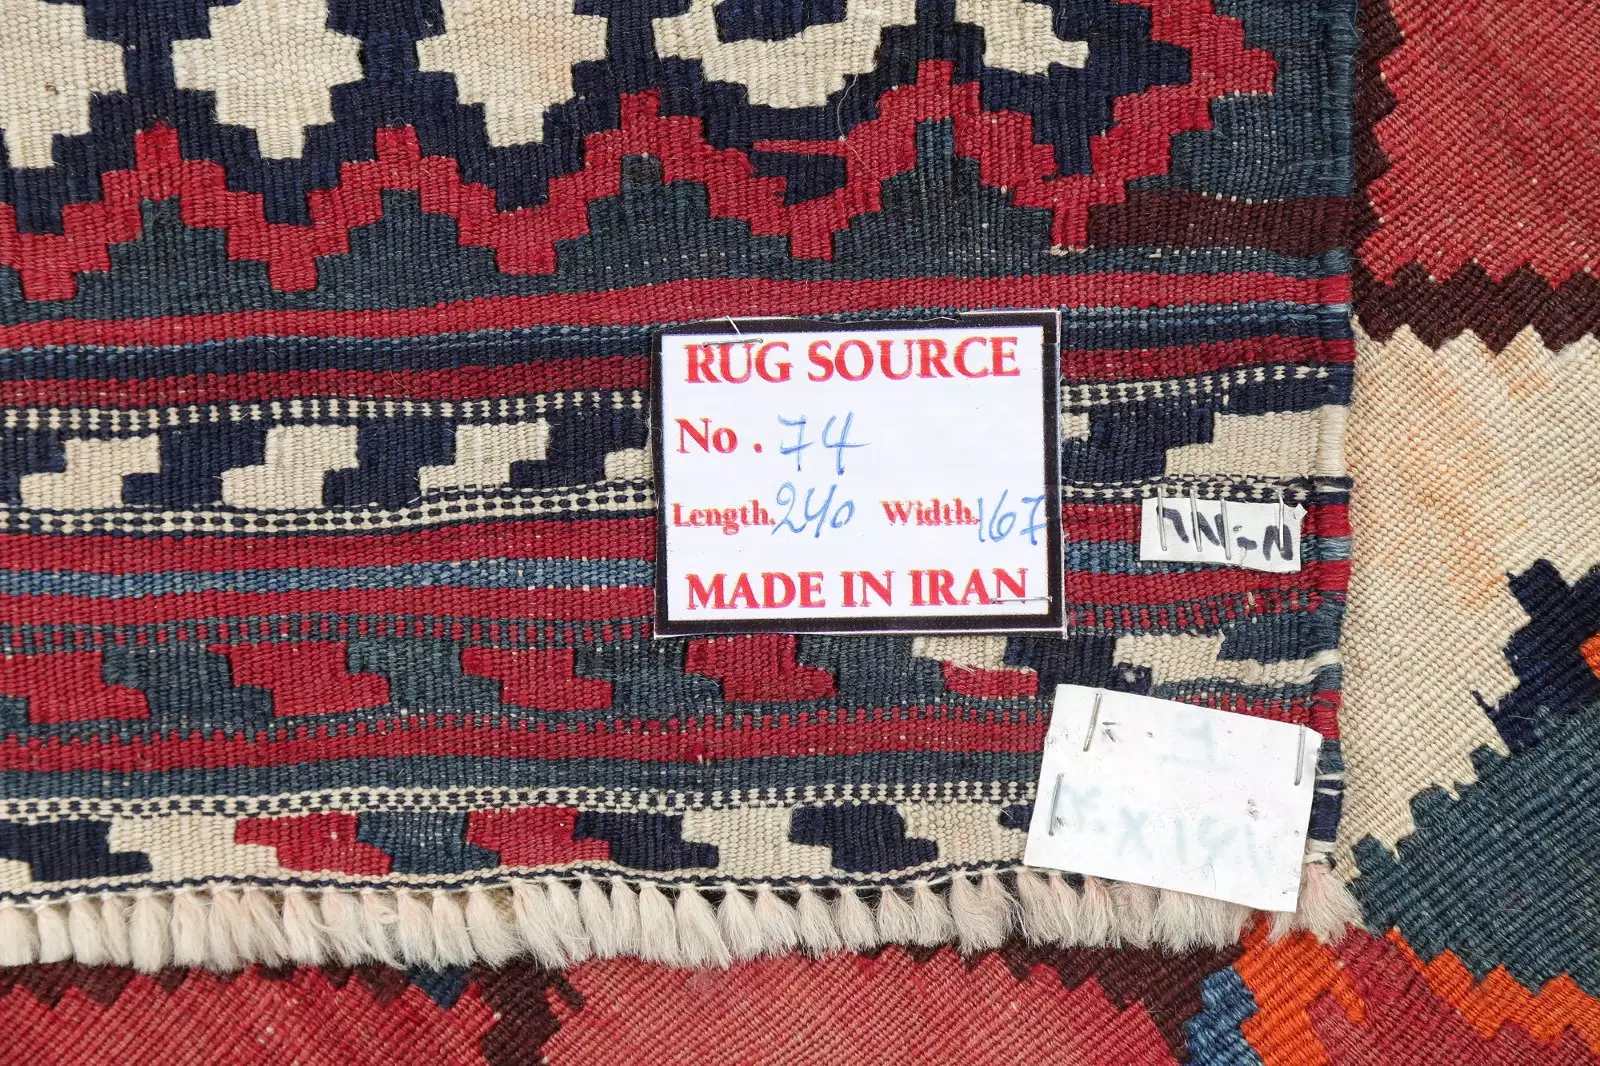 RUG SOURCE
No. 74
Length. 240 Width. 167
MADE IN IRAN